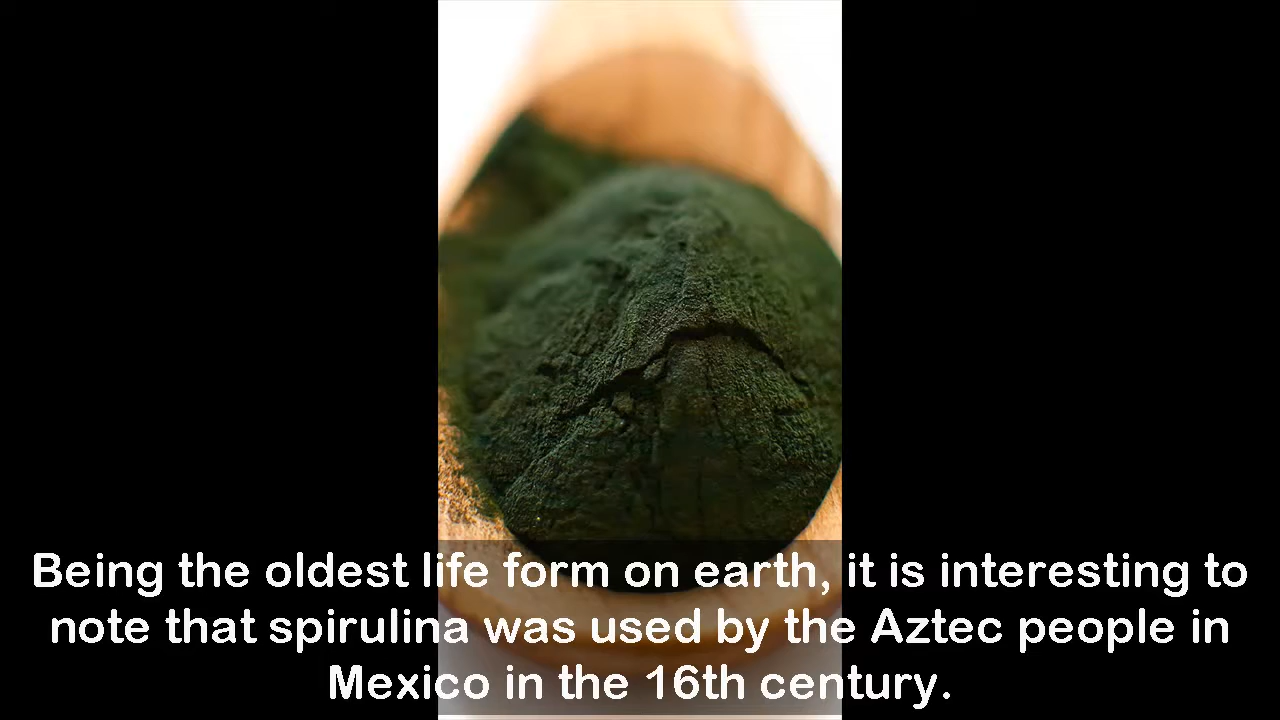 Being the oldest life form on earth, it is interesting to
note that spirulina was used by the Aztec people in
Mexico in the 16th century.